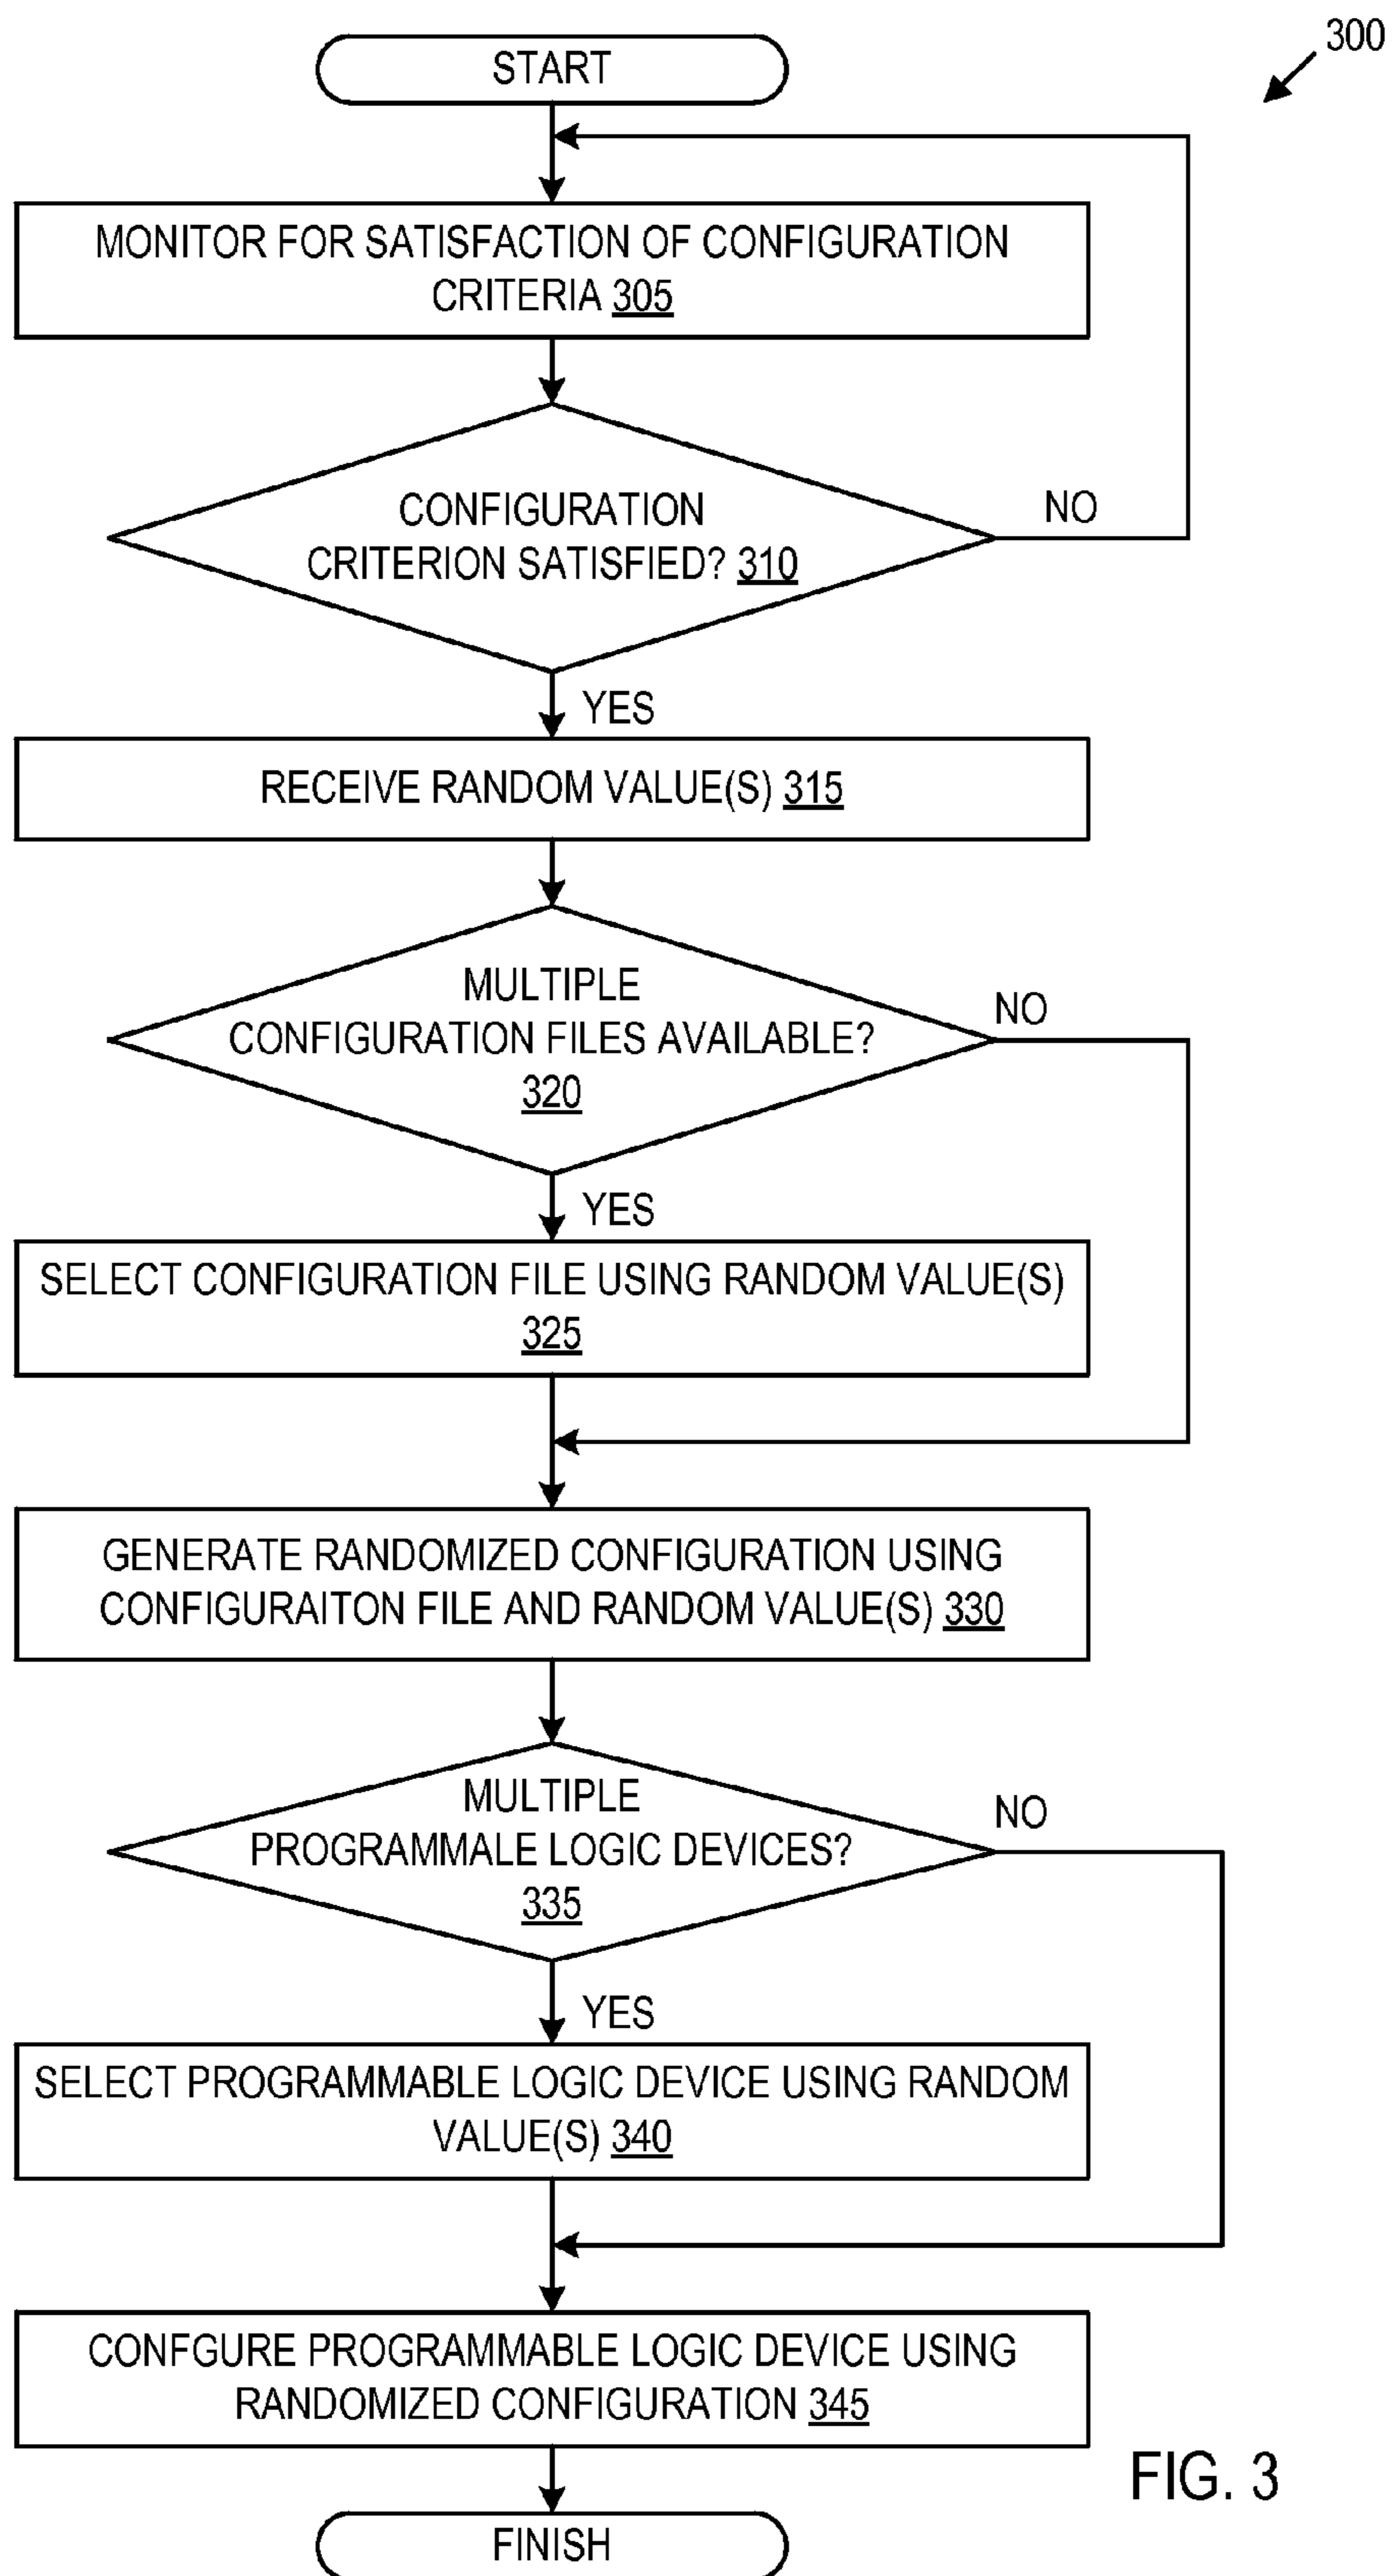 300
START
MONITOR FOR SATISFACTION OF CONFIGURATION
CRITERIA 305
CONFIGURATION
CRITERION SATISFIED? 310
NO
YES
RECEIVE RANDOM VALUE(S) 315
MULTIPLE
CONFIGURATION FILES AVAILABLE?
320
NO
YES
SELECT CONFIGURATION FILE USING RANDOM VALUE(S)
325
GENERATE RANDOMIZED CONFIGURATION USING
CONFIGURAITON FILE AND RANDOM VALUE(S) 330
MULTIPLE
PROGRAMMALE LOGIC DEVICES?
335
NO
YES
SELECT PROGRAMMABLE LOGIC DEVICE USING RANDOM
VALUE(S) 340
CONFGURE PROGRAMMABLE LOGIC DEVICE USING
RANDOMIZED CONFIGURATION 345
FIG. 3
FINISH